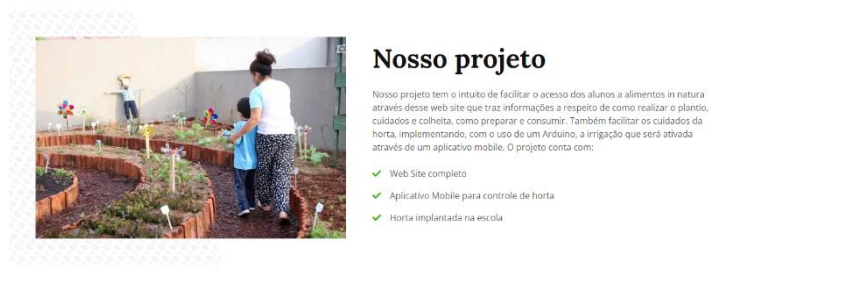 Nosso projeto
Nosso projeto tem o intuito de facilitar o acesso dos alunos a alimentos in natura
através desse web site que traz informações a respeito de como realizar o plantio,
cuidados e colheita, como preparar e consumir. Também facilitar os cuidados da
horta, implementando, com o uso de um Arduino, a irrigação que será ativada
através de um aplicativo mobile. O projeto conta com:
Web Site completo
Aplicativo Mobile para controle de horta
Horta implantada na escola